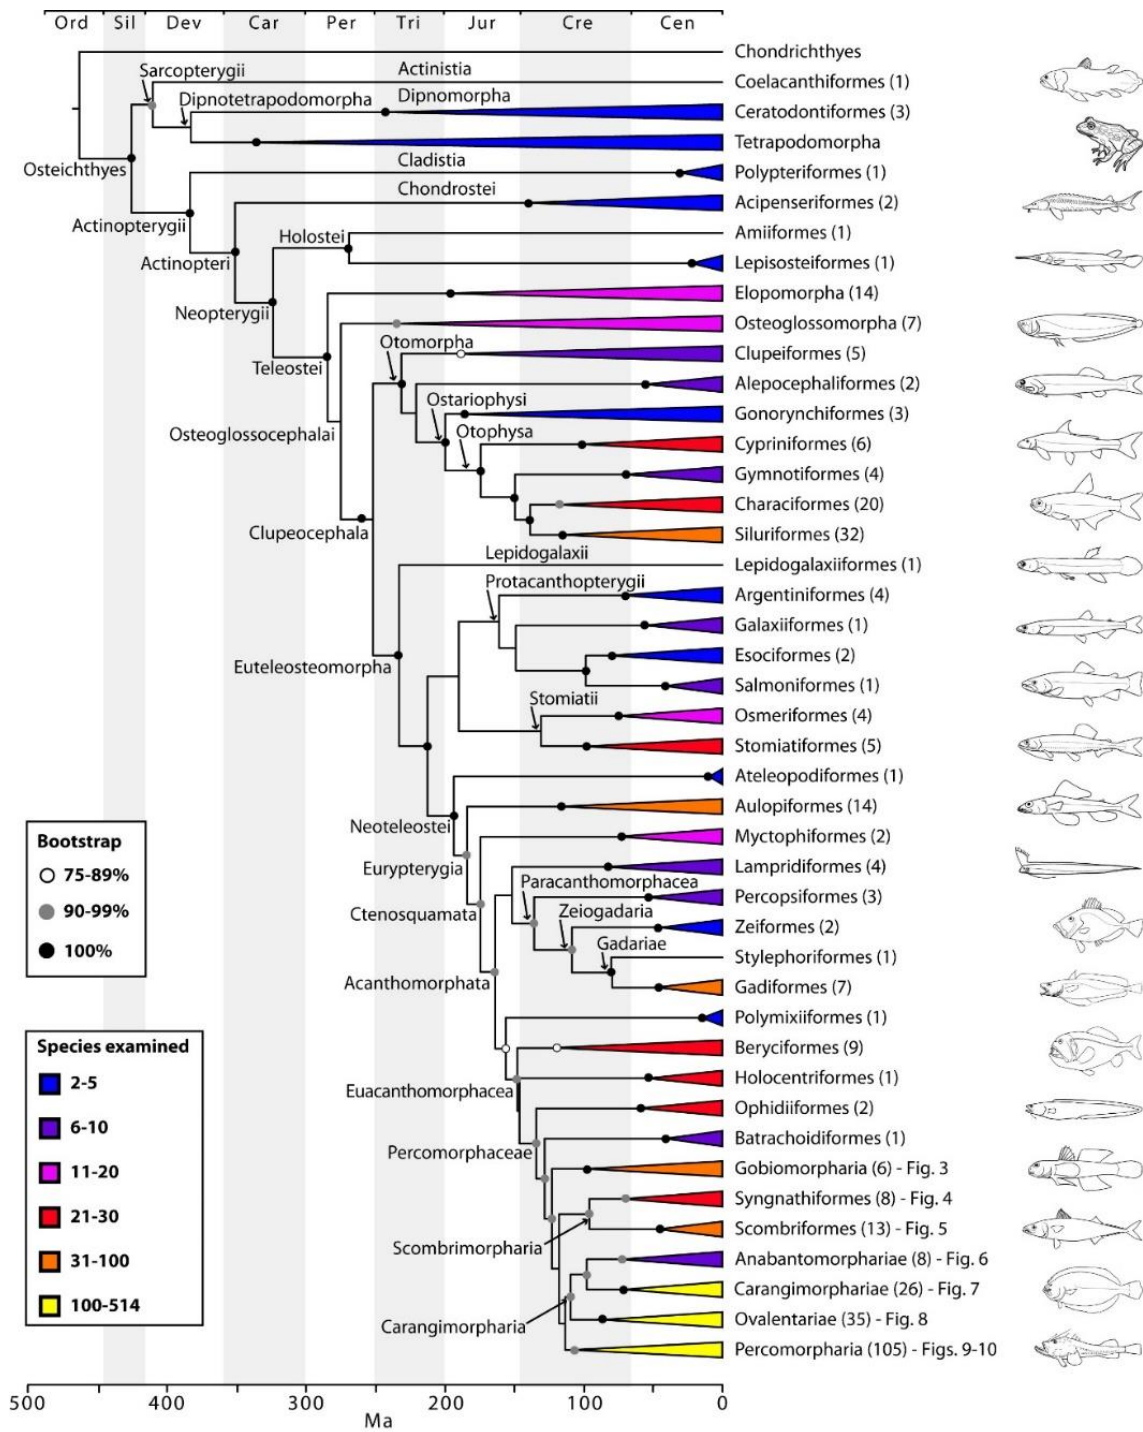 Ord Sil Dev Car Per Tri Jur Cre Cen
Chondrichthyes
Sarcopterygii
Actinistia
Coelacanthiformes (1)
Dipnotetrapodomorpha
Dipnomorpha
Ceratodontiformes (3)
Tetrapodomorpha
Osteichthyes
Cladistia
Polypteriformes (1)
Chondrostei
Acipenseriformes (2)
Actinopterygii
Holostei
Amiiformes (1)
Actinopteri
Lepisosteiformes (1)
Elopomorpha (14)
Neopterygii
Osteoglossomorpha (7)
Otomorpha
Clupeiformes (5)
Teleostei
Alepocephaliformes (2)
Ostariophysi
Gonorynchiformes (3)
Osteoglossocephalai
Otophysa
Cypriniformes (6)
Gymnotiformes (4)
Characiformes (20)
Clupeocephala
Siluriformes (32)
Lepidogalaxii
Lepidogalaxiiformes (1)
Protacanthopterygii
Argentiniformes (4)
Galaxiiformes (1)
Euteleosteomorpha
Esociformes (2)
Salmoniformes (1)
Stomiatii
Osmeriformes (4)
Stomiatiformes (5)
Ateleopodiformes (1)
Aulopiformes (14)
Neoteleostei
Myctophiformes (2)
Eurypterygia
Lampridiformes (4)
Paracanthomorphacea
Percopsiformes (3)
Ctenosquamata
Zeiogadaria
Zeiformes (2)
Gadariae
Stylephoriformes (1)
Acanthomorphata
Gadiformes (7)
Polymixiiformes (1)
Beryciformes (9)
Holocentriformes (1)
Euacanthomorphacea
Ophidiiformes (2)
Batrachoidiformes (1)
Percomorphaceae
Gobiomorpharia (6) - Fig. 3
Syngnathiformes (8) - Fig. 4
Scombriformes (13) - Fig. 5
Scombrimorpharia
Anabantomorphariae (8) - Fig. 6
Carangimorphariae (26) - Fig. 7
Ovalentariae (35) - Fig. 8
Carangimorpharia
Percomorpharia (105) - Figs. 9-10
Bootstrap
75-89%
90-99%
100%
Species examined
2-5
6-10
11-20
21-30
31-100
100-514
500 400 300 200 100 0
Ma